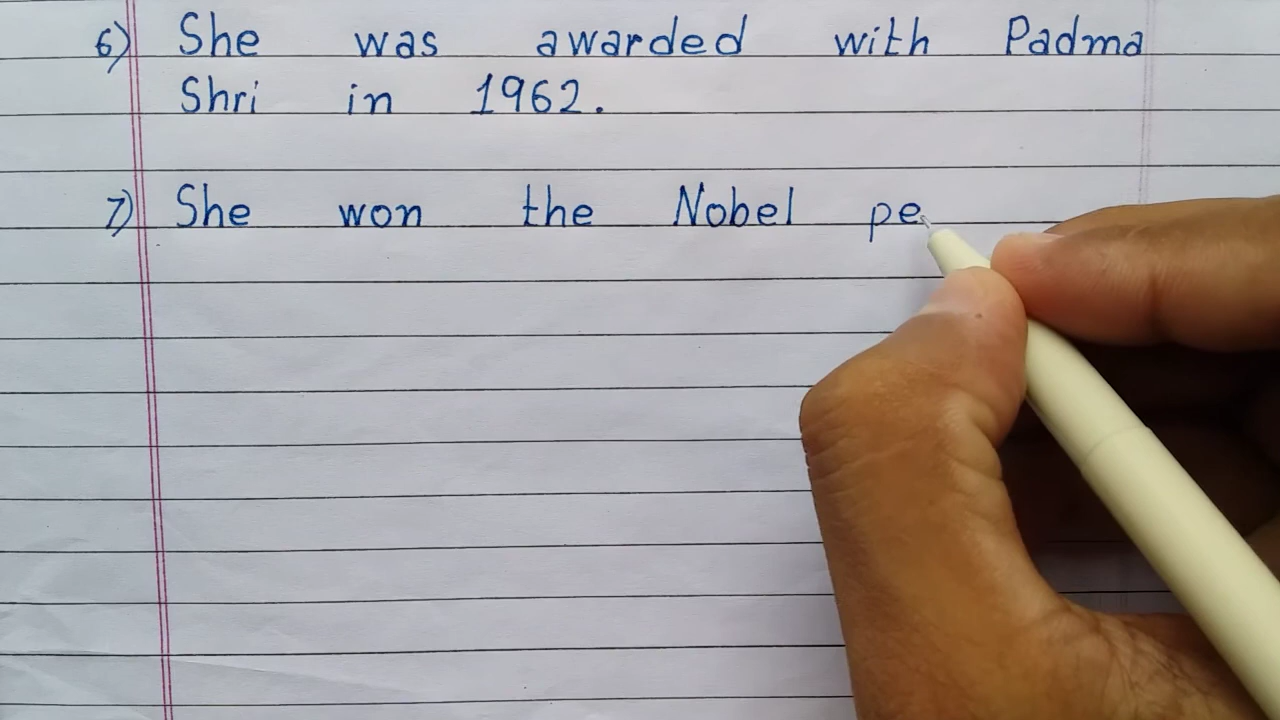 6) She was awarded with Padma
Shri in 1962.
7) She won the Nobel pe